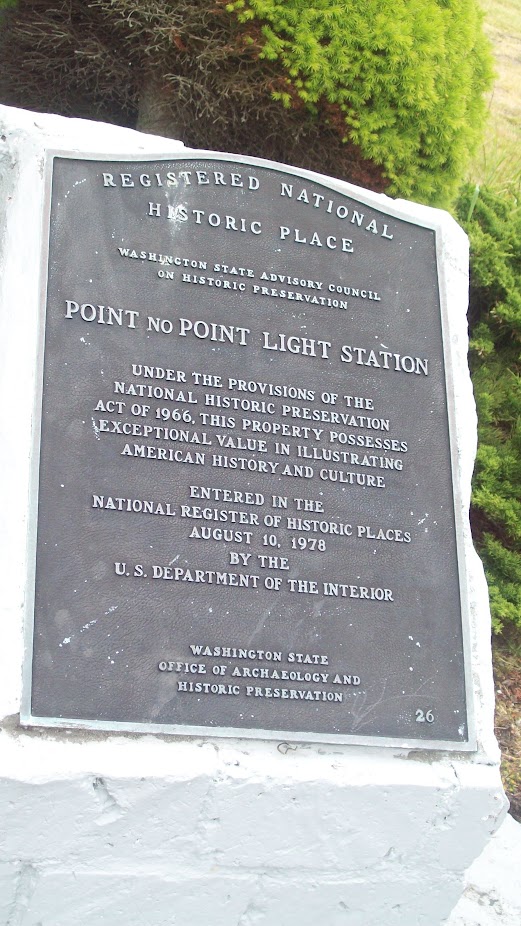 REGISTERED NATIONAL
HISTORIC PLACE
WASHINGTON STATE ADVISORY COUNCIL
ON HISTORIC PRESERVATION
POINT NO POINT LIGHT STATION
UNDER THE PROVISIONS OF THE
NATIONAL HISTORIC PRESERVATION
ACT OF 1966, THIS PROPERTY POSSESSES
EXCEPTIONAL VALUE IN ILLUSTRATING
AMERICAN HISTORY AND CULTURE
ENTERED IN THE
NATIONAL REGISTER OF HISTORIC PLACES
AUGUST 10, 1978
BY THE
U. S. DEPARTMENT OF THE INTERIOR
WASHINGTON STATE
OFFICE OF ARCHAEOLOGY AND
HISTORIC PRESERVATION
26